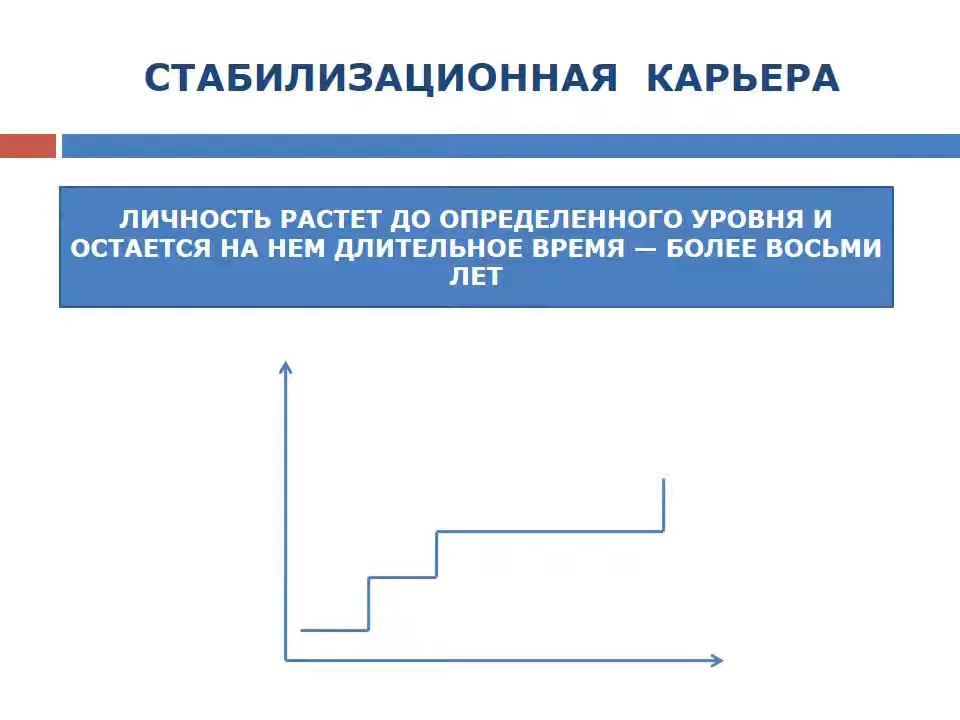 СТАБИЛИЗАЦИОННАЯ КАРЬЕРА
ЛИЧНОСТЬ РАСТЕТ ДО ОПРЕДЕЛЕННОГО УРОВНЯ И
ОСТАЕТСЯ НА НЕМ ДЛИТЕЛЬНОЕ ВРЕМЯ — БОЛЕЕ ВОСЬМИ
ЛЕТ